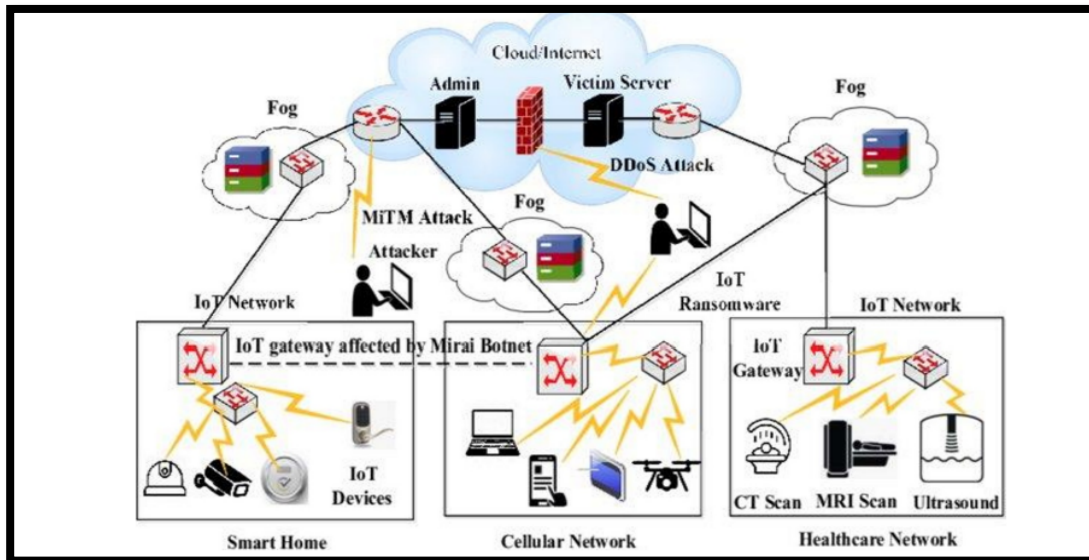 Cloud/Internet
Admin
Victim Server
Fog
Fog
DDoS Attack
MiTM Attack
Fog
Attacker
IoT Network
IoT
Ransomware
IoT Network
IoT gateway affected by Mirai Botnet
IoT
Gateway
IoT
Devices
CT Scan
MRI Scan
Ultrasound
Smart Home
Cellular Network
Healthcare Network